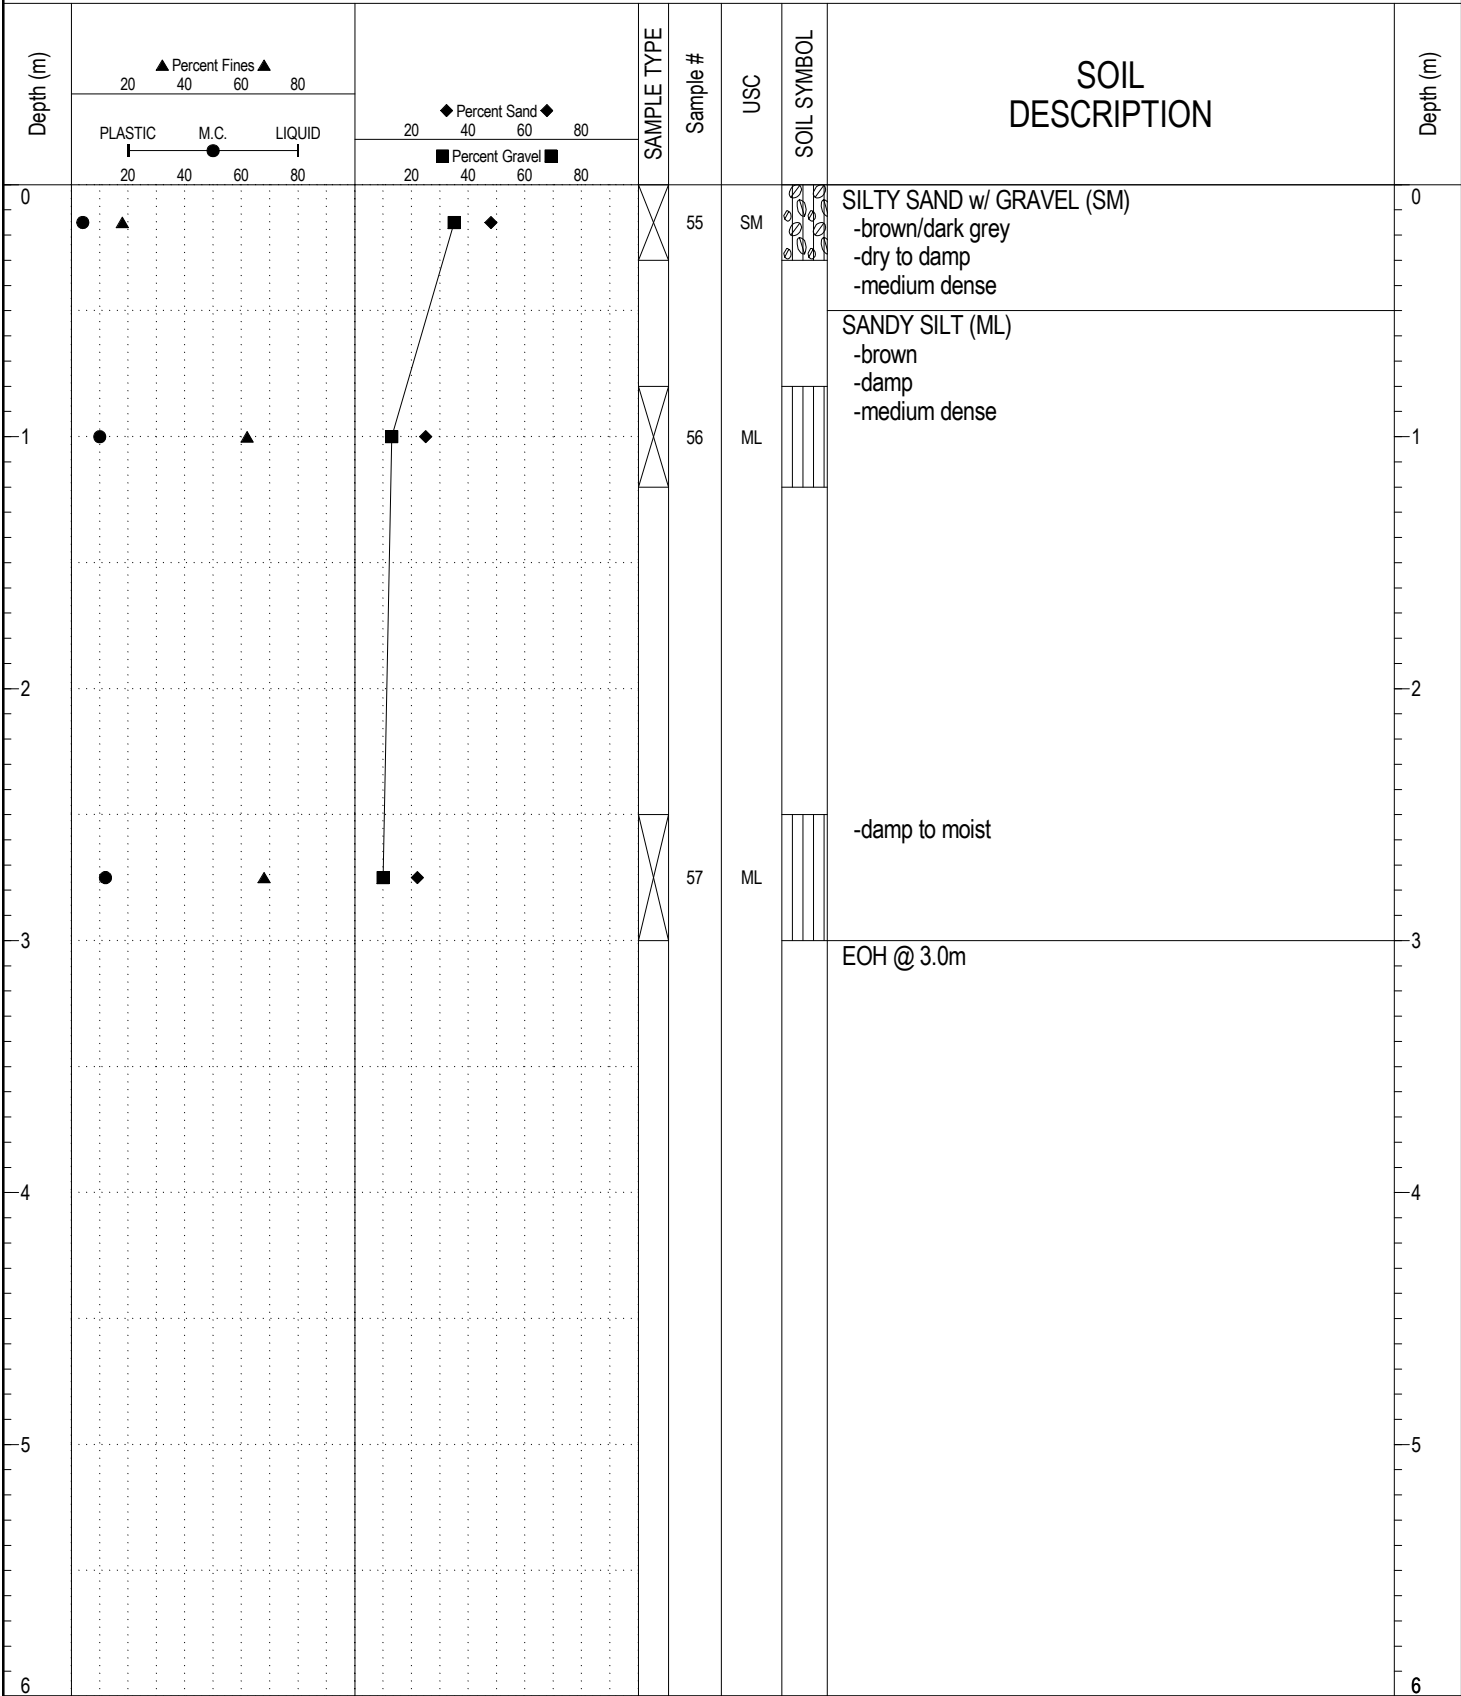 Depth (m)
▲ Percent Fines ▲
20 40 60 80
PLASTIC M.C. LIQUID
20 40 60 80
◆ Percent Sand ◆
20 40 60 80
■ Percent Gravel ■
20 40 60 80
SAMPLE TYPE
Sample #
USC
SOIL SYMBOL
SOIL
DESCRIPTION
Depth (m)
0 SILTY SAND w/ GRAVEL (SM) 0
55 SM -brown/dark grey
-dry to damp
-medium dense
SANDY SILT (ML)
-brown
-damp
-medium dense
1 56 ML 1
2 2
-damp to moist
57 ML
3 3
EOH @ 3.0m
4 4
5 5
6 6